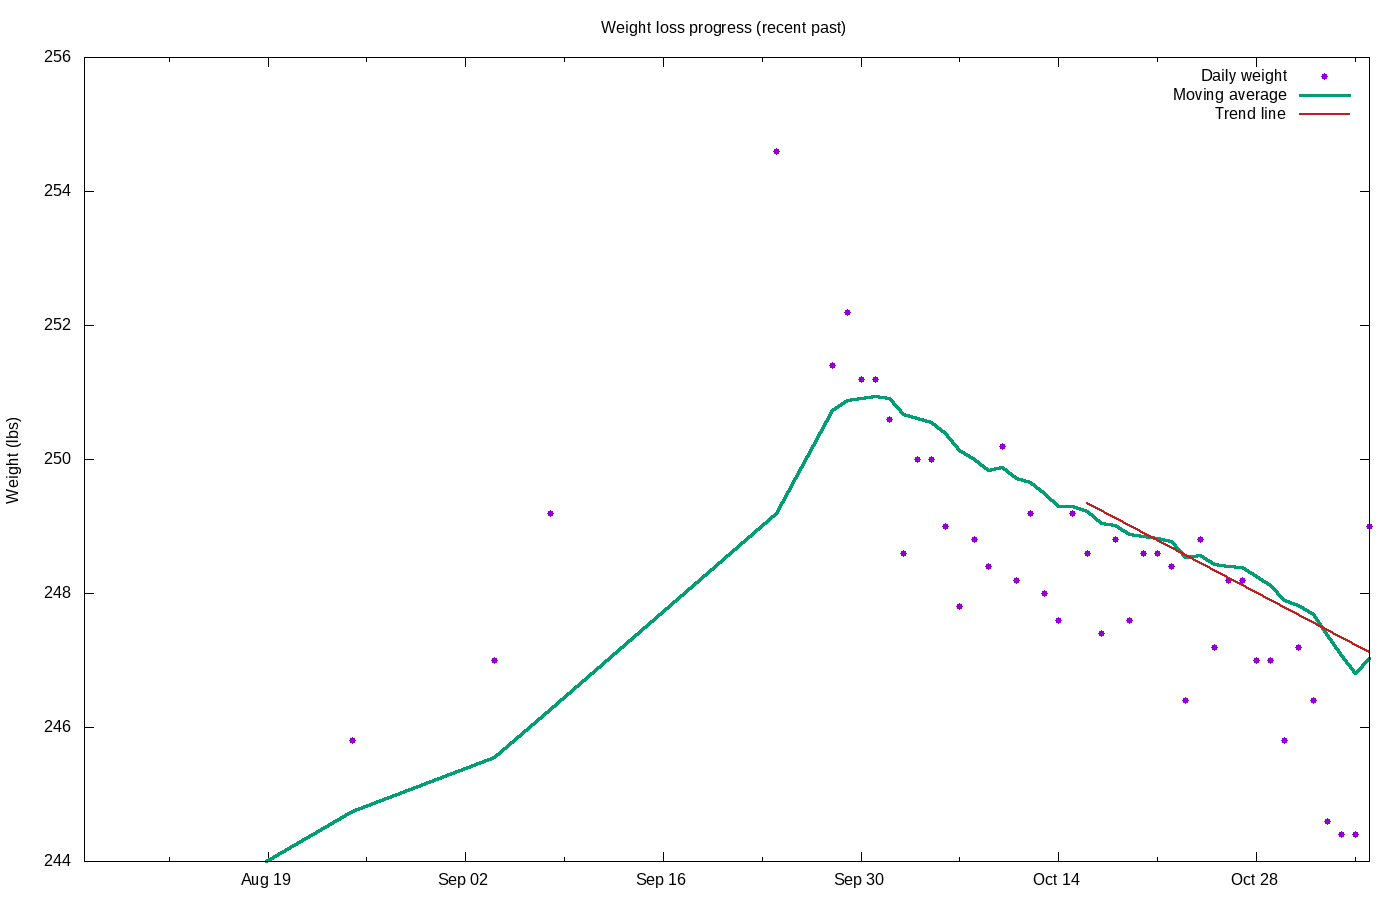 Weight loss progress (recent past)
256
254
252
250
248
246
244
Weight (lbs)
Daily weight
Moving average
Trend line
Aug 19
Sep 02
Sep 16
Sep 30
Oct 14
Oct 28